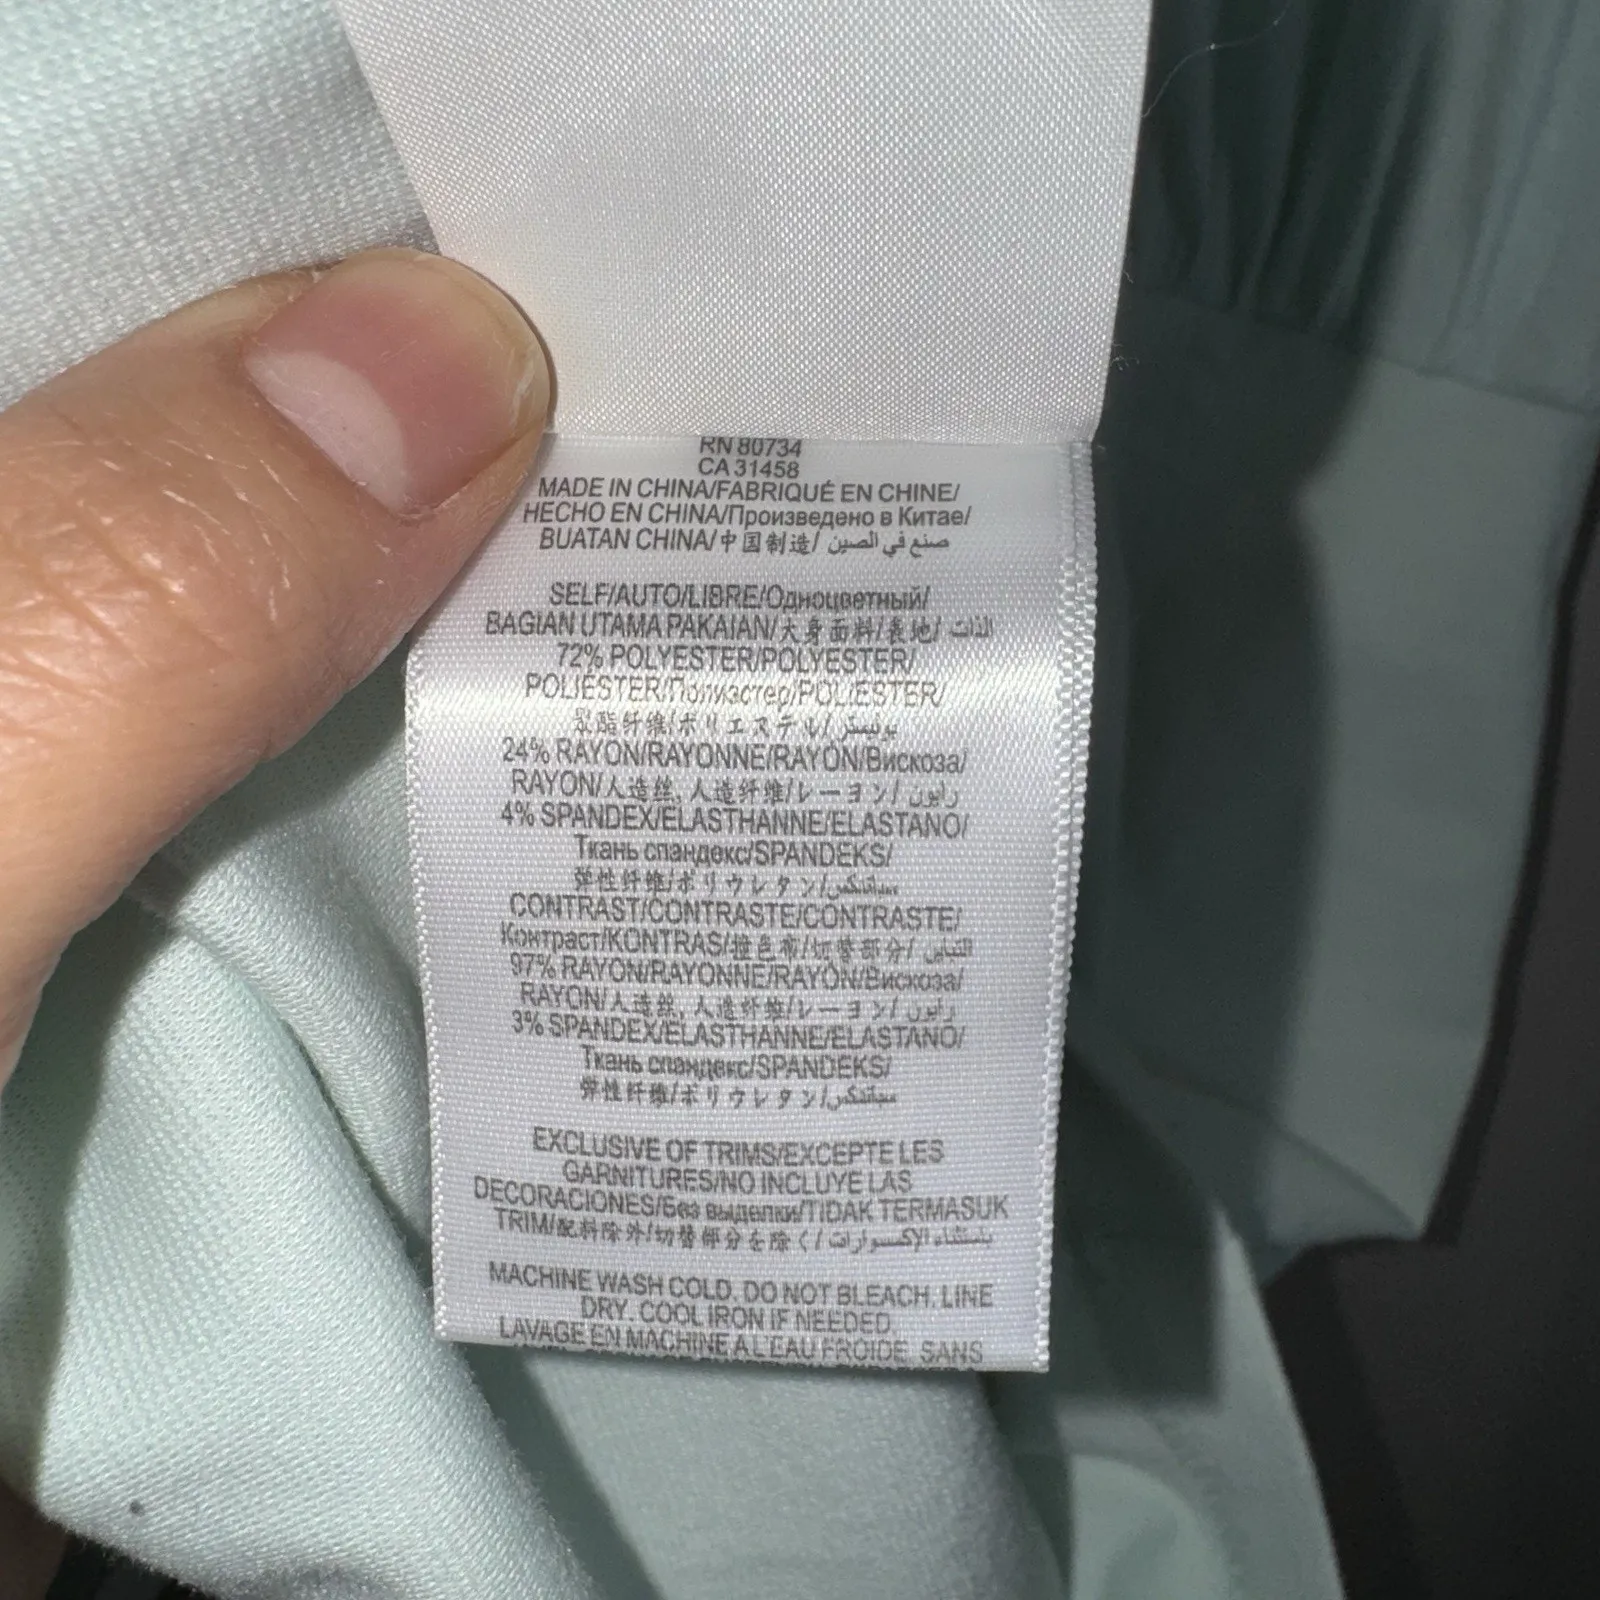 RN 80734
CA 31458
MADE IN CHINA/FABRIQUÉ EN CHINE/
HECHO EN CHINA/Произведено в Китае/
BUATAN CHINA/中国制造/ صنع في الصين
SELF/AUTO/LIBRE/Одноцветный/
BAGIAN UTAMA PAKAIAN/大身面料/表地/ الذات
72% POLYESTER/POLYESTER/
POLIÉSTER/Полиэстер/POLIESTER/
聚酯纤维/ポリエステル/ بوليستر
24% RAYON/RAYONNE/RAYÓN/Вискоза/
RAYON/人造丝, 人造纤维/レーヨン/ رايون
4% SPANDEX/ELASTHANNE/ELASTANO/
Ткань спандекс/SPANDEKS/
弹性纤维/ポリウレタン/سباندكس
CONTRAST/CONTRASTE/CONTRASTE/
Контраст/KONTRAS/撞色布/切替部分/ التباين
97% RAYON/RAYONNE/RAYÓN/Вискоза/
RAYON/人造丝, 人造纤维/レーヨン/ رايون
3% SPANDEX/ELASTHANNE/ELASTANO/
Ткань спандекс/SPANDEKS/
弹性纤维/ポリウレタン/سباندكس
EXCLUSIVE OF TRIMS/EXCEPTE LES
GARNITURES/NO INCLUYE LAS
DECORACIONES/Без выделки/TIDAK TERMASUK
TRIM/配料除外/切替部分を除く/ باستثناء الإكسسوارات
MACHINE WASH COLD. DO NOT BLEACH. LINE
DRY. COOL IRON IF NEEDED
LAVAGE EN MACHINE A L'EAU FROIDE. SANS